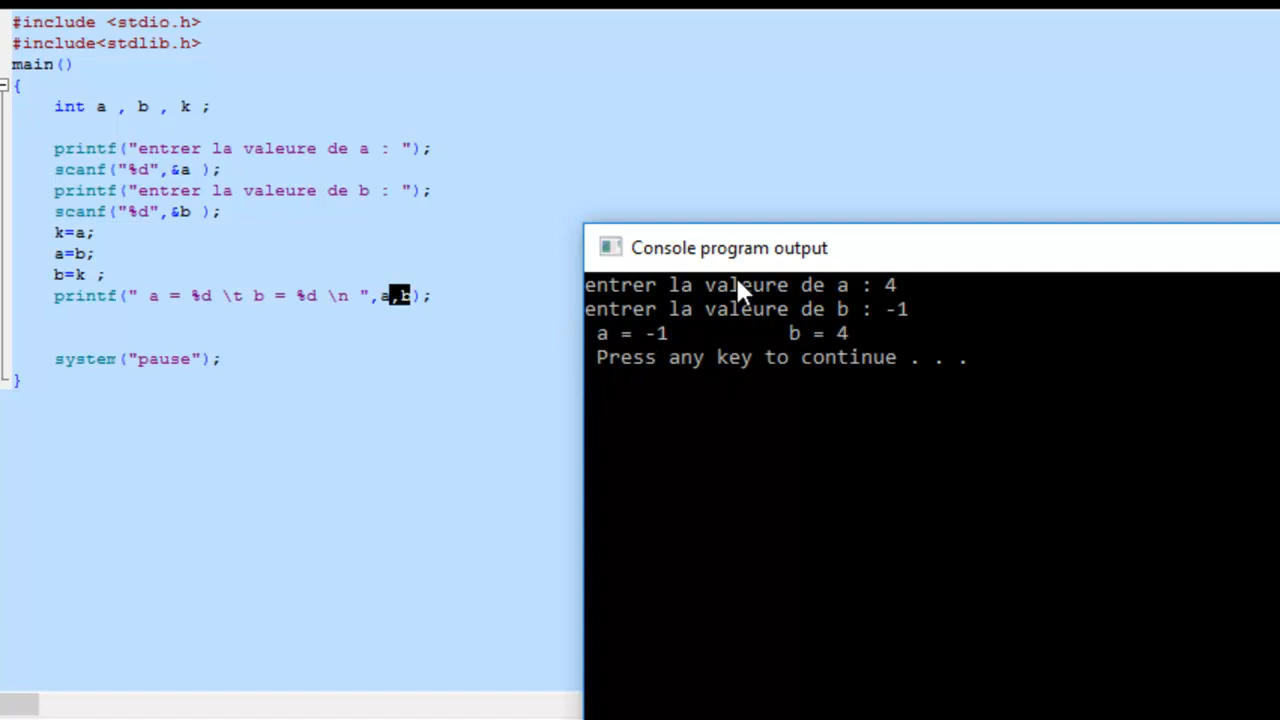 #include <stdio.h>
#include<stdlib.h>
main()
{
int a , b , k ;
printf("entrer la valeure de a : ");
scanf("%d",&a );
printf("entrer la valeure de b : ");
scanf("%d",&b );
k=a;
a=b;
b=k ;
printf(" a = %d \t b = %d \n ",a,b);
system("pause");
}
Console program output
entrer la valeure de a : 4
entrer la valeure de b : -1
a = -1 b = 4
Press any key to continue . . .